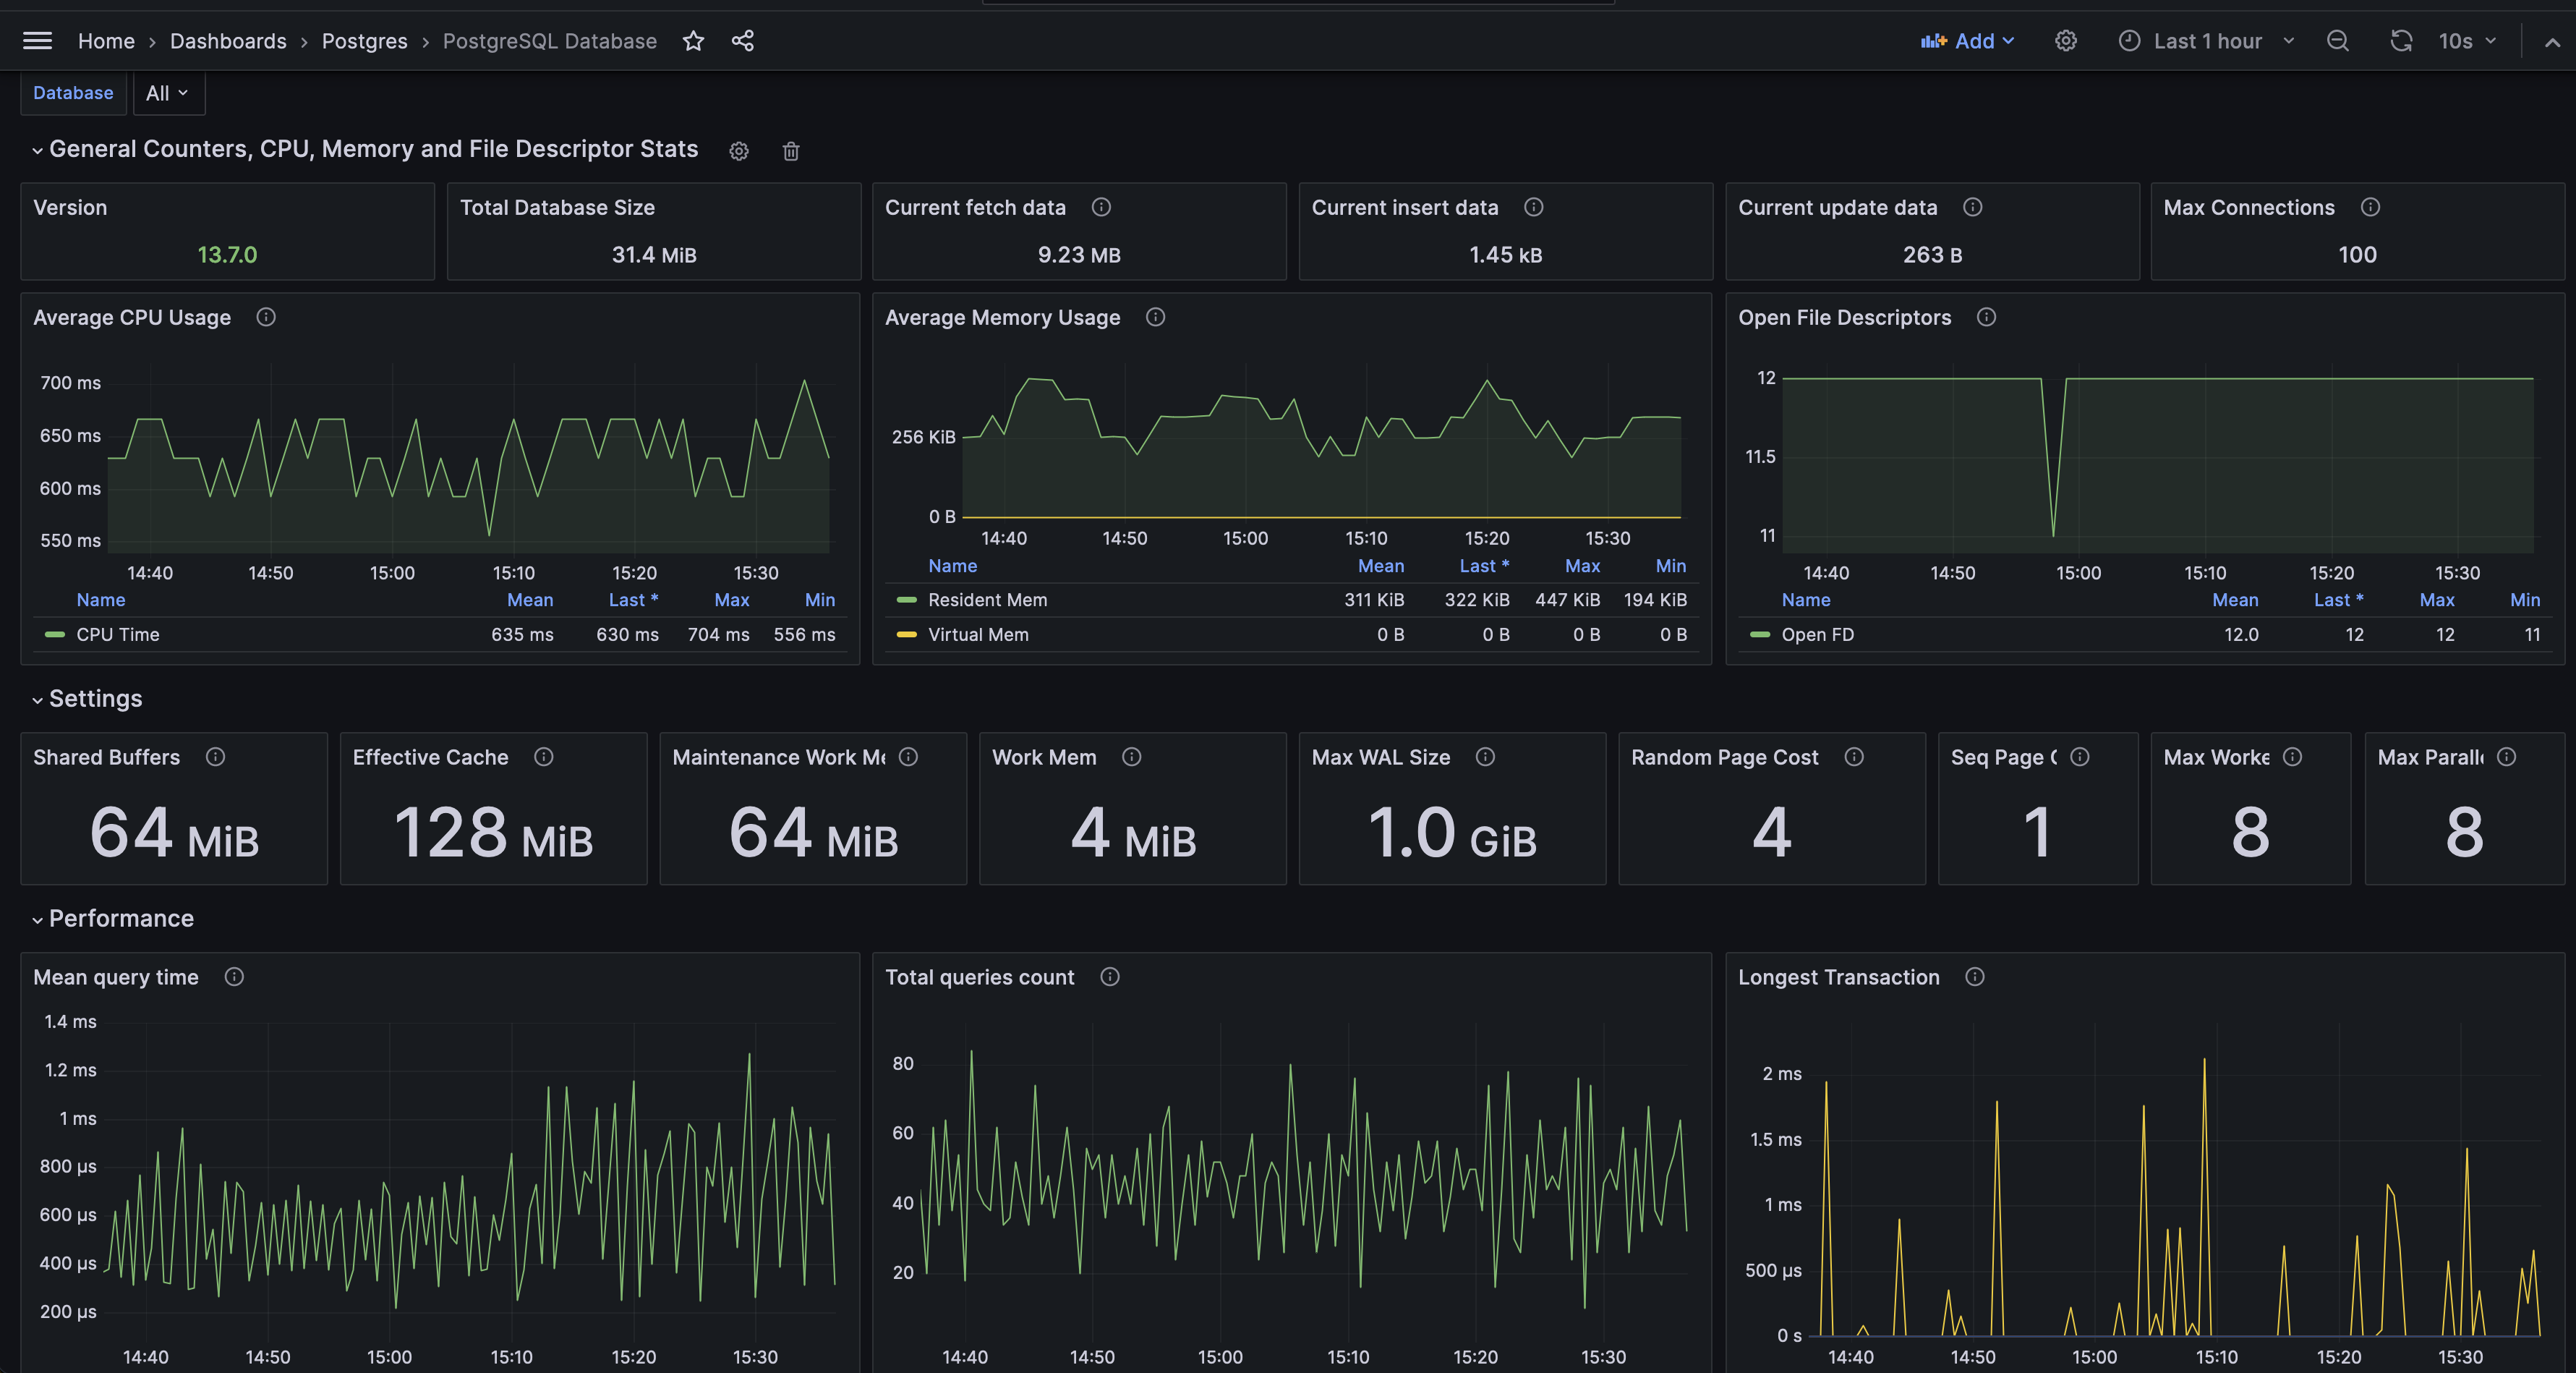 Home › Dashboards › Postgres › PostgreSQL Database
Add
Last 1 hour
10s
Database
All
General Counters, CPU, Memory and File Descriptor Stats
Version
13.7.0
Total Database Size
31.4 MiB
Current fetch data
9.23 MB
Current insert data
1.45 kB
Current update data
263 B
Max Connections
100
Average CPU Usage
700 ms
650 ms
600 ms
550 ms
14:40 14:50 15:00 15:10 15:20 15:30
Name Mean Last * Max Min
CPU Time 635 ms 630 ms 704 ms 556 ms
Average Memory Usage
256 KiB
0 B
14:40 14:50 15:00 15:10 15:20 15:30
Name Mean Last * Max Min
Resident Mem 311 KiB 322 KiB 447 KiB 194 KiB
Virtual Mem 0 B 0 B 0 B 0 B
Open File Descriptors
12
11.5
11
14:40 14:50 15:00 15:10 15:20 15:30
Name Mean Last * Max Min
Open FD 12.0 12 12 11
Settings
Shared Buffers
64 MiB
Effective Cache
128 MiB
Maintenance Work Me
64 MiB
Work Mem
4 MiB
Max WAL Size
1.0 GiB
Random Page Cost
4
Seq Page C
1
Max Worke
8
Max Paralle
8
Performance
Mean query time
1.4 ms
1.2 ms
1 ms
800 µs
600 µs
400 µs
200 µs
14:40 14:50 15:00 15:10 15:20 15:30
Total queries count
80
60
40
20
14:40 14:50 15:00 15:10 15:20 15:30
Longest Transaction
2 ms
1.5 ms
1 ms
500 µs
0 s
14:40 14:50 15:00 15:10 15:20 15:30